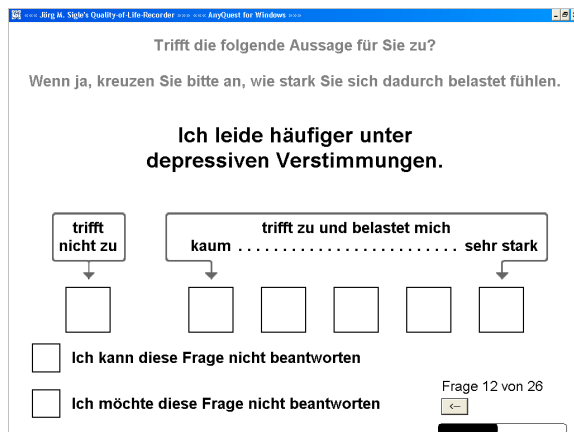 ««« Jörg M. Sigle's Quality-of-Life-Recorder »»» ««« AnyQuest for Windows »»»
Trifft die folgende Aussage für Sie zu?
Wenn ja, kreuzen Sie bitte an, wie stark Sie sich dadurch belastet fühlen.
Ich leide häufiger unter
depressiven Verstimmungen.
trifft
nicht zu
trifft zu und belastet mich
kaum . . . . . . . . . . . . . . . . . . . . . . . . . . sehr stark
Ich kann diese Frage nicht beantworten
Ich möchte diese Frage nicht beantworten
Frage 12 von 26
<--